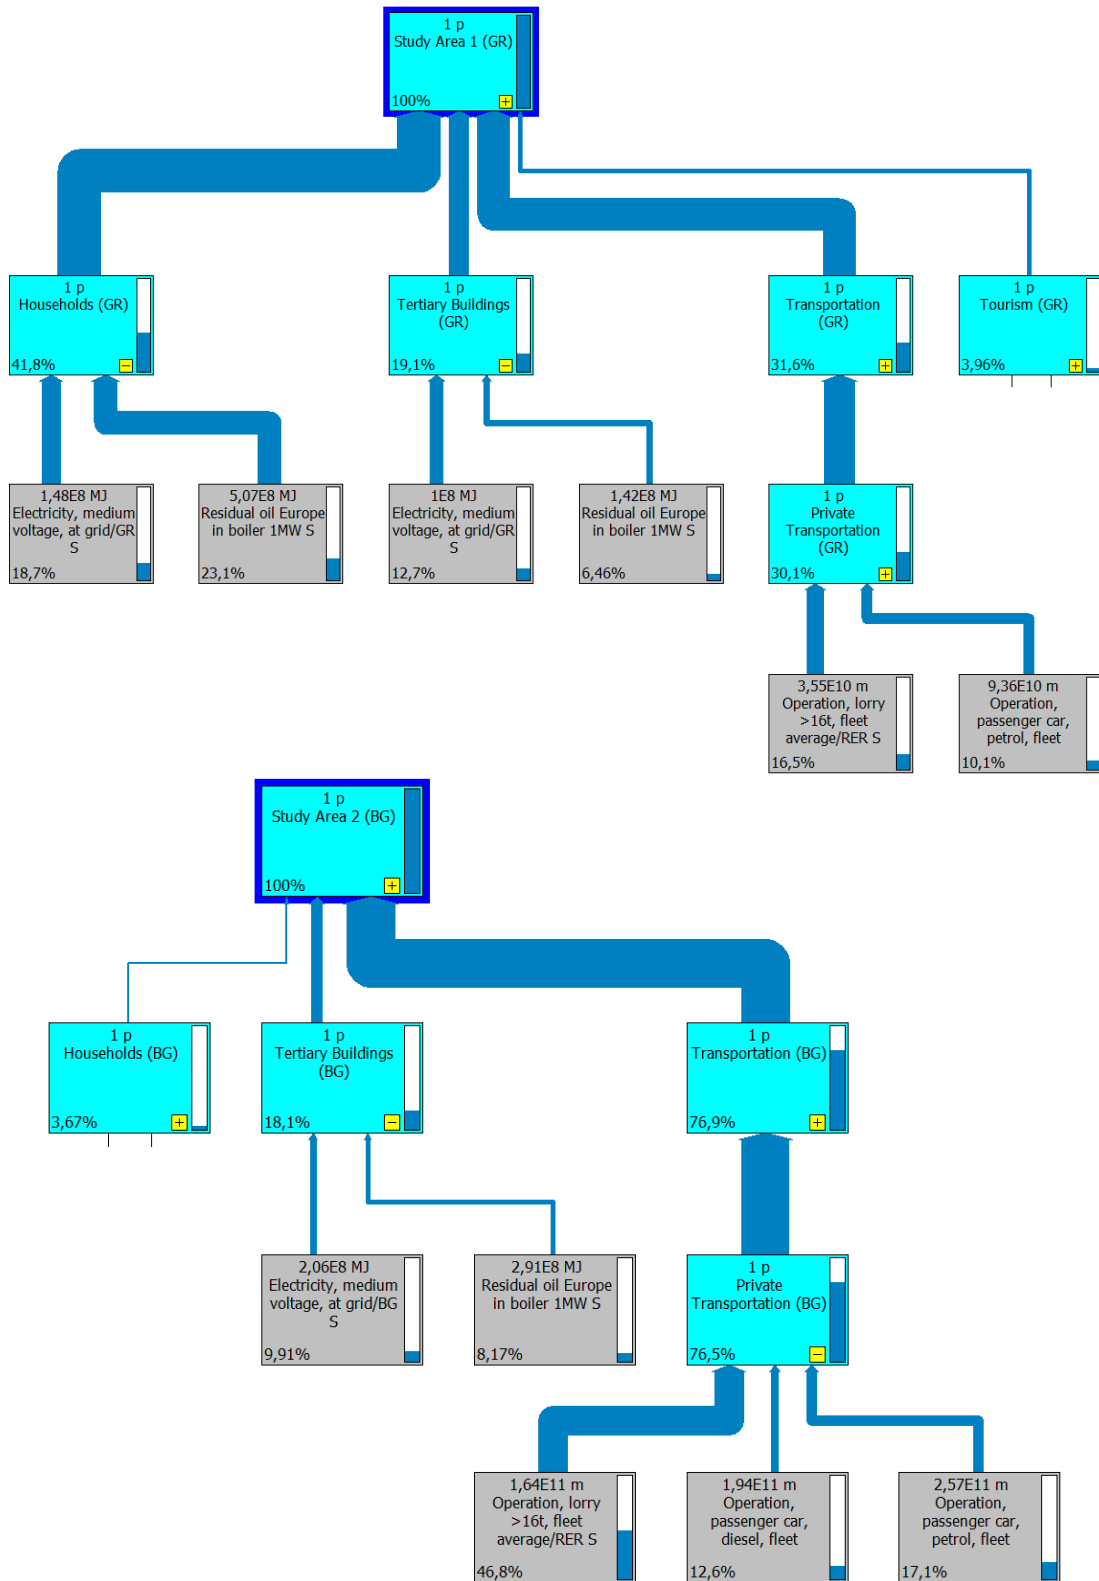 1 p
Study Area 1 (GR)
100%
+
1 p
Households (GR)
41,8%
−
1 p
Tertiary Buildings
(GR)
19,1%
−
1 p
Transportation
(GR)
31,6%
+
1 p
Tourism (GR)
3,96%
+
1,48E8 MJ
Electricity, medium
voltage, at grid/GR
S
18,7%
5,07E8 MJ
Residual oil Europe
in boiler 1MW S
23,1%
1E8 MJ
Electricity, medium
voltage, at grid/GR
S
12,7%
1,42E8 MJ
Residual oil Europe
in boiler 1MW S
6,46%
1 p
Private
Transportation
(GR)
30,1%
+
3,55E10 m
Operation, lorry
>16t, fleet
average/RER S
16,5%
9,36E10 m
Operation,
passenger car,
petrol, fleet
10,1%
1 p
Study Area 2 (BG)
100%
+
1 p
Households (BG)
3,67%
+
1 p
Tertiary Buildings
(BG)
18,1%
−
1 p
Transportation (BG)
76,9%
+
2,06E8 MJ
Electricity, medium
voltage, at grid/BG
S
9,91%
2,91E8 MJ
Residual oil Europe
in boiler 1MW S
8,17%
1 p
Private
Transportation (BG)
76,5%
−
1,64E11 m
Operation, lorry
>16t, fleet
average/RER S
46,8%
1,94E11 m
Operation,
passenger car,
diesel, fleet
12,6%
2,57E11 m
Operation,
passenger car,
petrol, fleet
17,1%